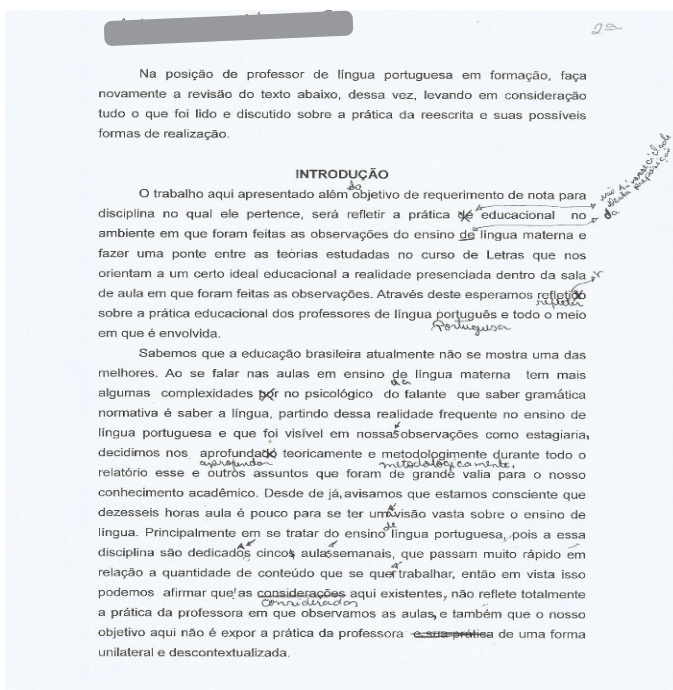 2ª
Na posição de professor de língua portuguesa em formação, faça
novamente a revisão do texto abaixo, dessa vez, levando em consideração
tudo o que foi lido e discutido sobre a prática da reescrita e suas possíveis
formas de realização.
INTRODUÇÃO
do
O trabalho aqui apresentado além objetivo de requerimento de nota para
disciplina no qual ele pertence, será refletir a prática de educacional no
da
ambiente em que foram feitas as observações do ensino de língua materna e
fazer uma ponte entre as teorias estudadas no curso de Letras que nos
orientam a um certo ideal educacional a realidade presenciada dentro da sala
r
de aula em que foram feitas as observações. Através deste esperamos refletido
refletir
sobre a prática educacional dos professores de língua português e todo o meio
Portuguesa
em que é envolvida.
Sabemos que a educação brasileira atualmente não se mostra uma das
melhores. Ao se falar nas aulas em ensino de língua materna tem mais
da
algumas complexidades por no psicológico do falante que saber gramática
normativa é saber a língua, partindo dessa realidade frequente no ensino de
língua portuguesa e que foi visível em nossas observações como estagiaria,
decidimos nos aprofundado teoricamente e metodologimente durante todo o
aprofundar metodologicamente,
relatório esse e outros assuntos que foram de grande valia para o nosso
conhecimento acadêmico. Desde de já, avisamos que estamos consciente que
dezesseis horas aula é pouco para se ter uma visão vasta sobre o ensino de
de
língua. Principalmente em se tratar do ensino língua portuguesa, pois a essa
disciplina são dedicados cincos aulas semanais, que passam muito rápido em
relação a quantidade de conteúdo que se quer trabalhar, então em vista isso
podemos afirmar que as considerações aqui existentes, não reflete totalmente
considerados
a prática da professora em que observamos as aulas, e também que o nosso
objetivo aqui não é expor a prática da professora e sua prática de uma forma
unilateral e descontextualizada.